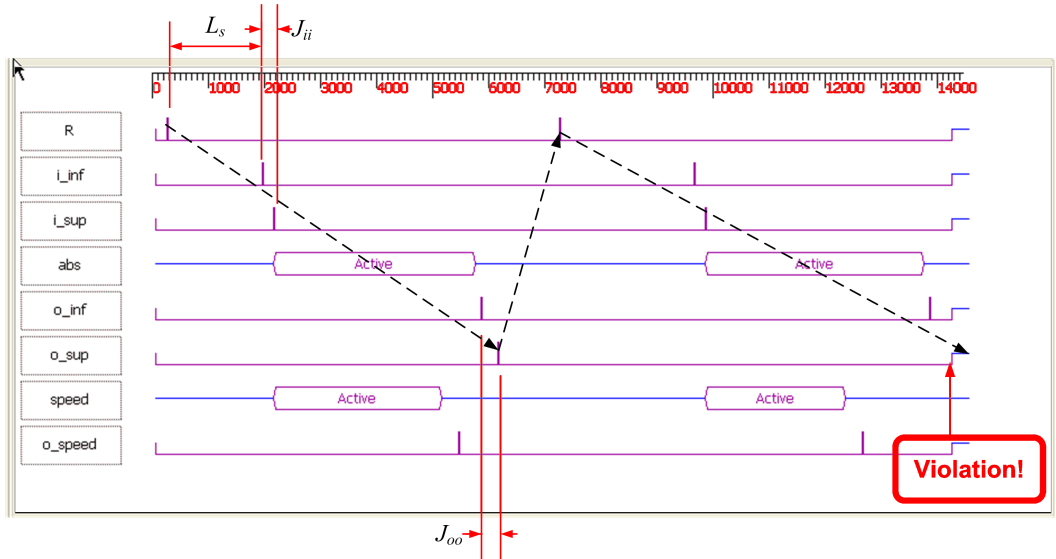 Ls Jii
0 1000 2000 3000 4000 5000 6000 7000 8000 9000 10000 11000 12000 13000 14000
R
i_inf
i_sup
abs Active Active
o_inf
o_sup
speed Active Active
o_speed
Violation!
Joo